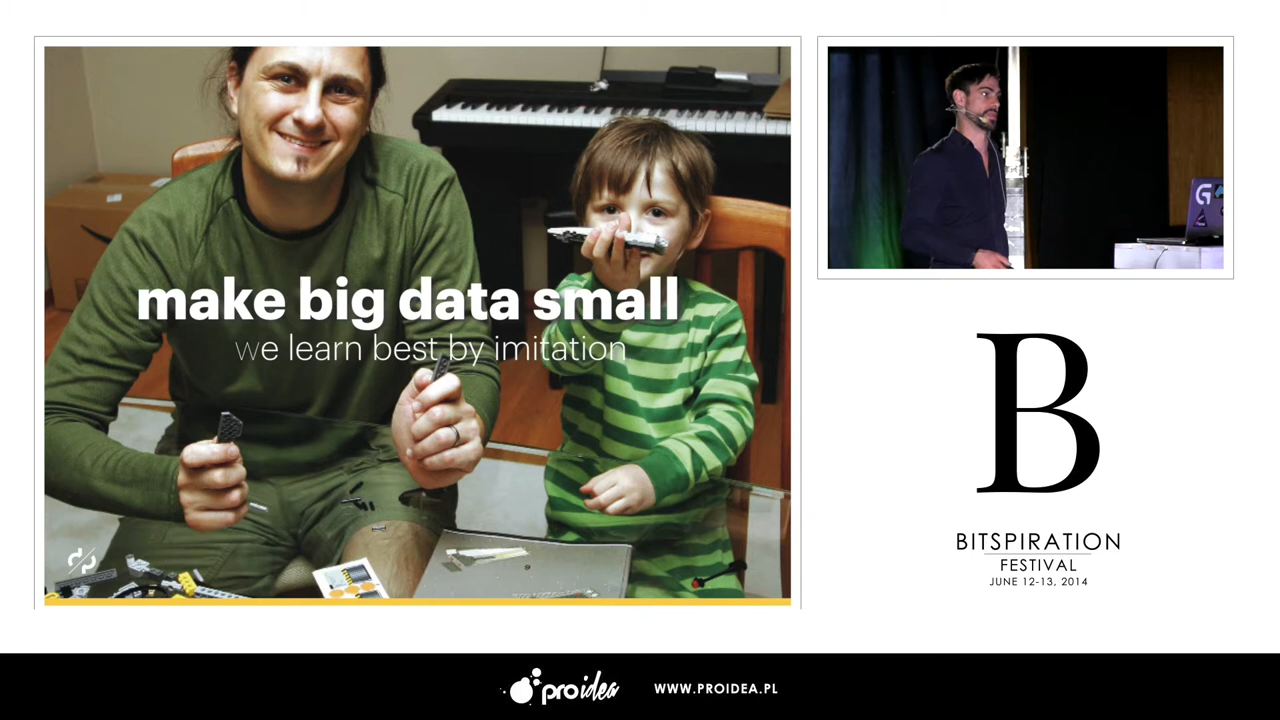 make big data small
we learn best by imitation
B
BITSPIRATION
FESTIVAL
JUNE 12-13, 2014
proidea
WWW.PROIDEA.PL